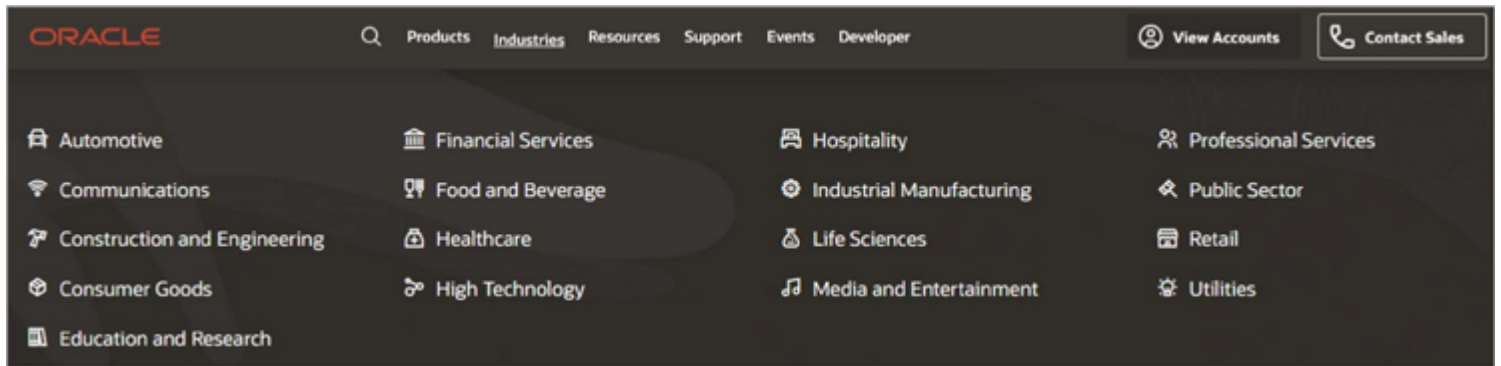 ORACLE Products Industries Resources Support Events Developer View Accounts Contact Sales
Automotive Financial Services Hospitality Professional Services
Communications Food and Beverage Industrial Manufacturing Public Sector
Construction and Engineering Healthcare Life Sciences Retail
Consumer Goods High Technology Media and Entertainment Utilities
Education and Research